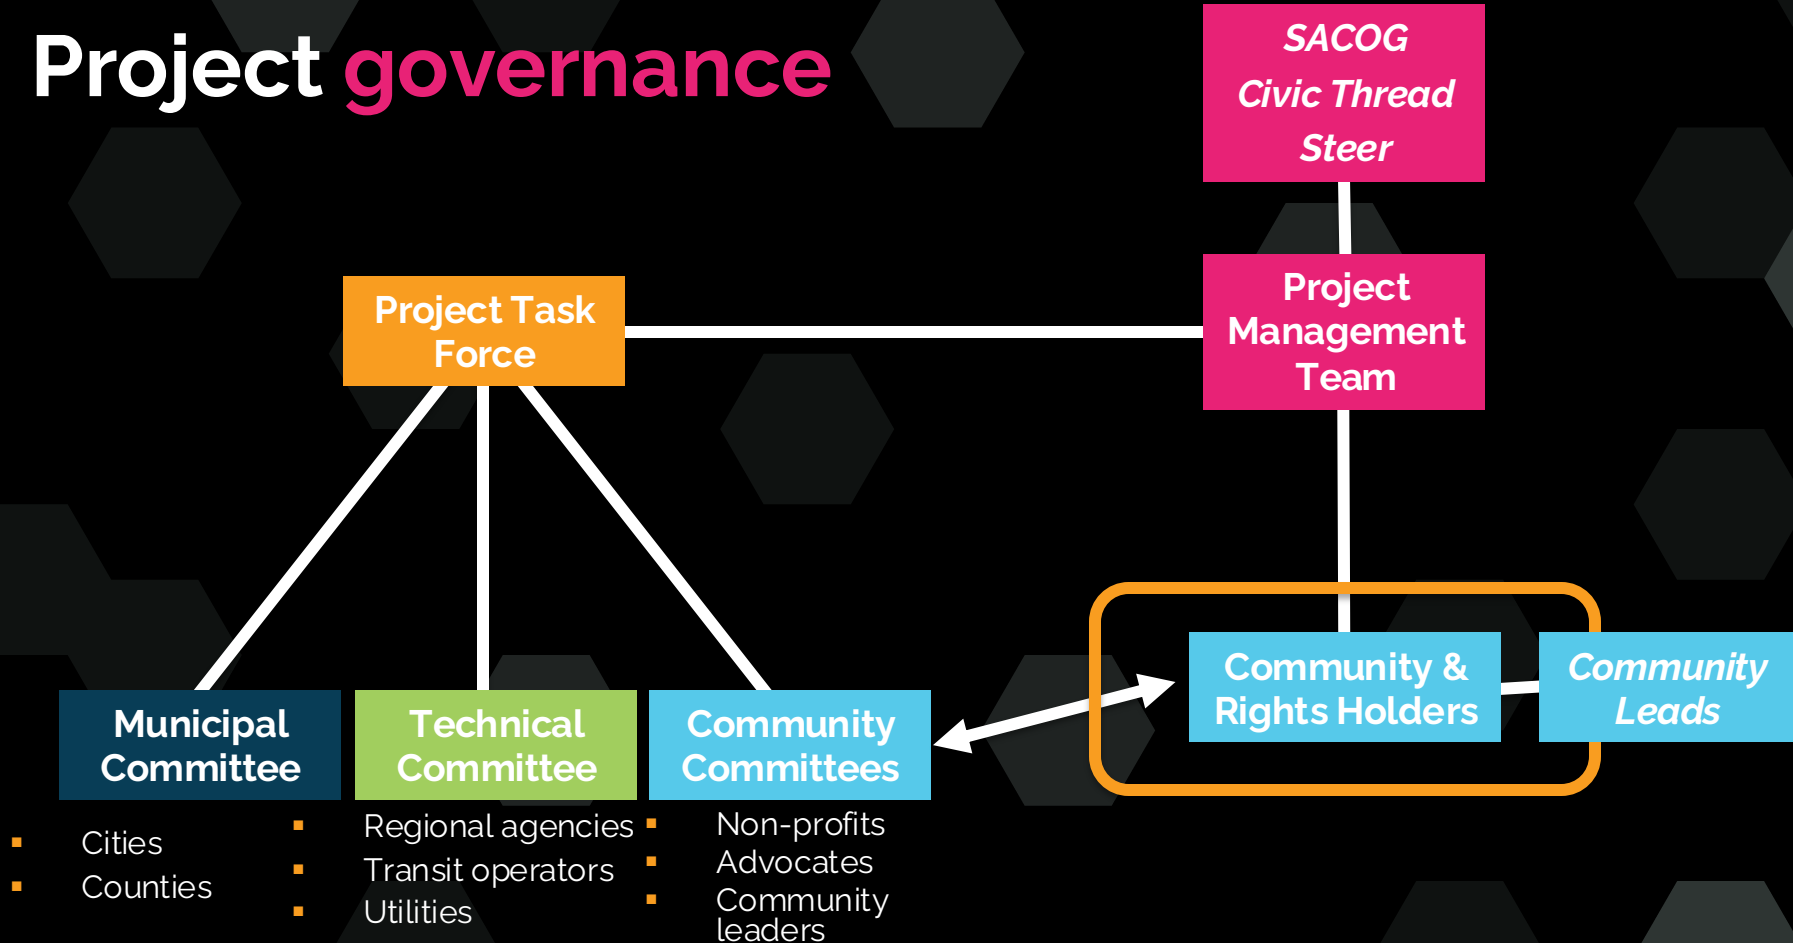 Project governance
SACOG
Civic Thread
Steer
Project Task
Force
Project
Management
Team
Municipal
Committee
▪ Cities
▪ Counties
Technical
Committee
▪ Regional agencies
▪ Transit operators
▪ Utilities
Community
Committees
▪ Non-profits
▪ Advocates
▪ Community
leaders
Community &
Rights Holders
Community
Leads